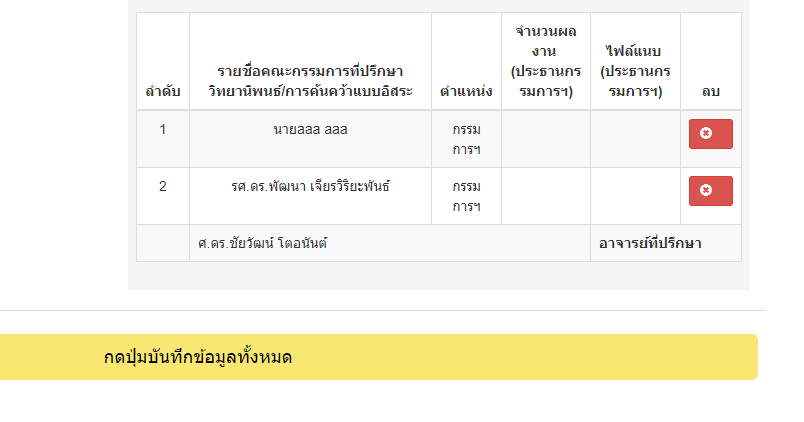 ลำดับ
รายชื่อคณะกรรมการที่ปรึกษา
วิทยานิพนธ์/การค้นคว้าแบบอิสระ
ตำแหน่ง
จำนวนผล
งาน
(ประธานกร
รมการฯ)
ไฟล์แนบ
(ประธานกร
รมการฯ)
ลบ
1
นายaaa aaa
กรรม
การฯ
2
รศ.ดร.พัฒนา เจียรวิริยะพันธ์
กรรม
การฯ
ศ.ดร.ชัยวัฒน์ โตอนันต์
อาจารย์ที่ปรึกษา
กดปุ่มบันทึกข้อมูลทั้งหมด